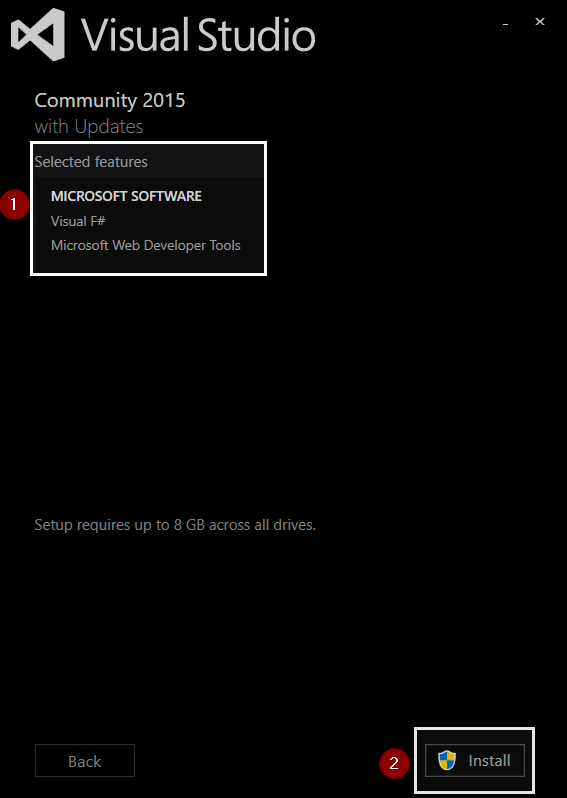 Visual Studio
Community 2015
with Updates
Selected features
1
MICROSOFT SOFTWARE
Visual F#
Microsoft Web Developer Tools
Setup requires up to 8 GB across all drives.
Back
2
Install